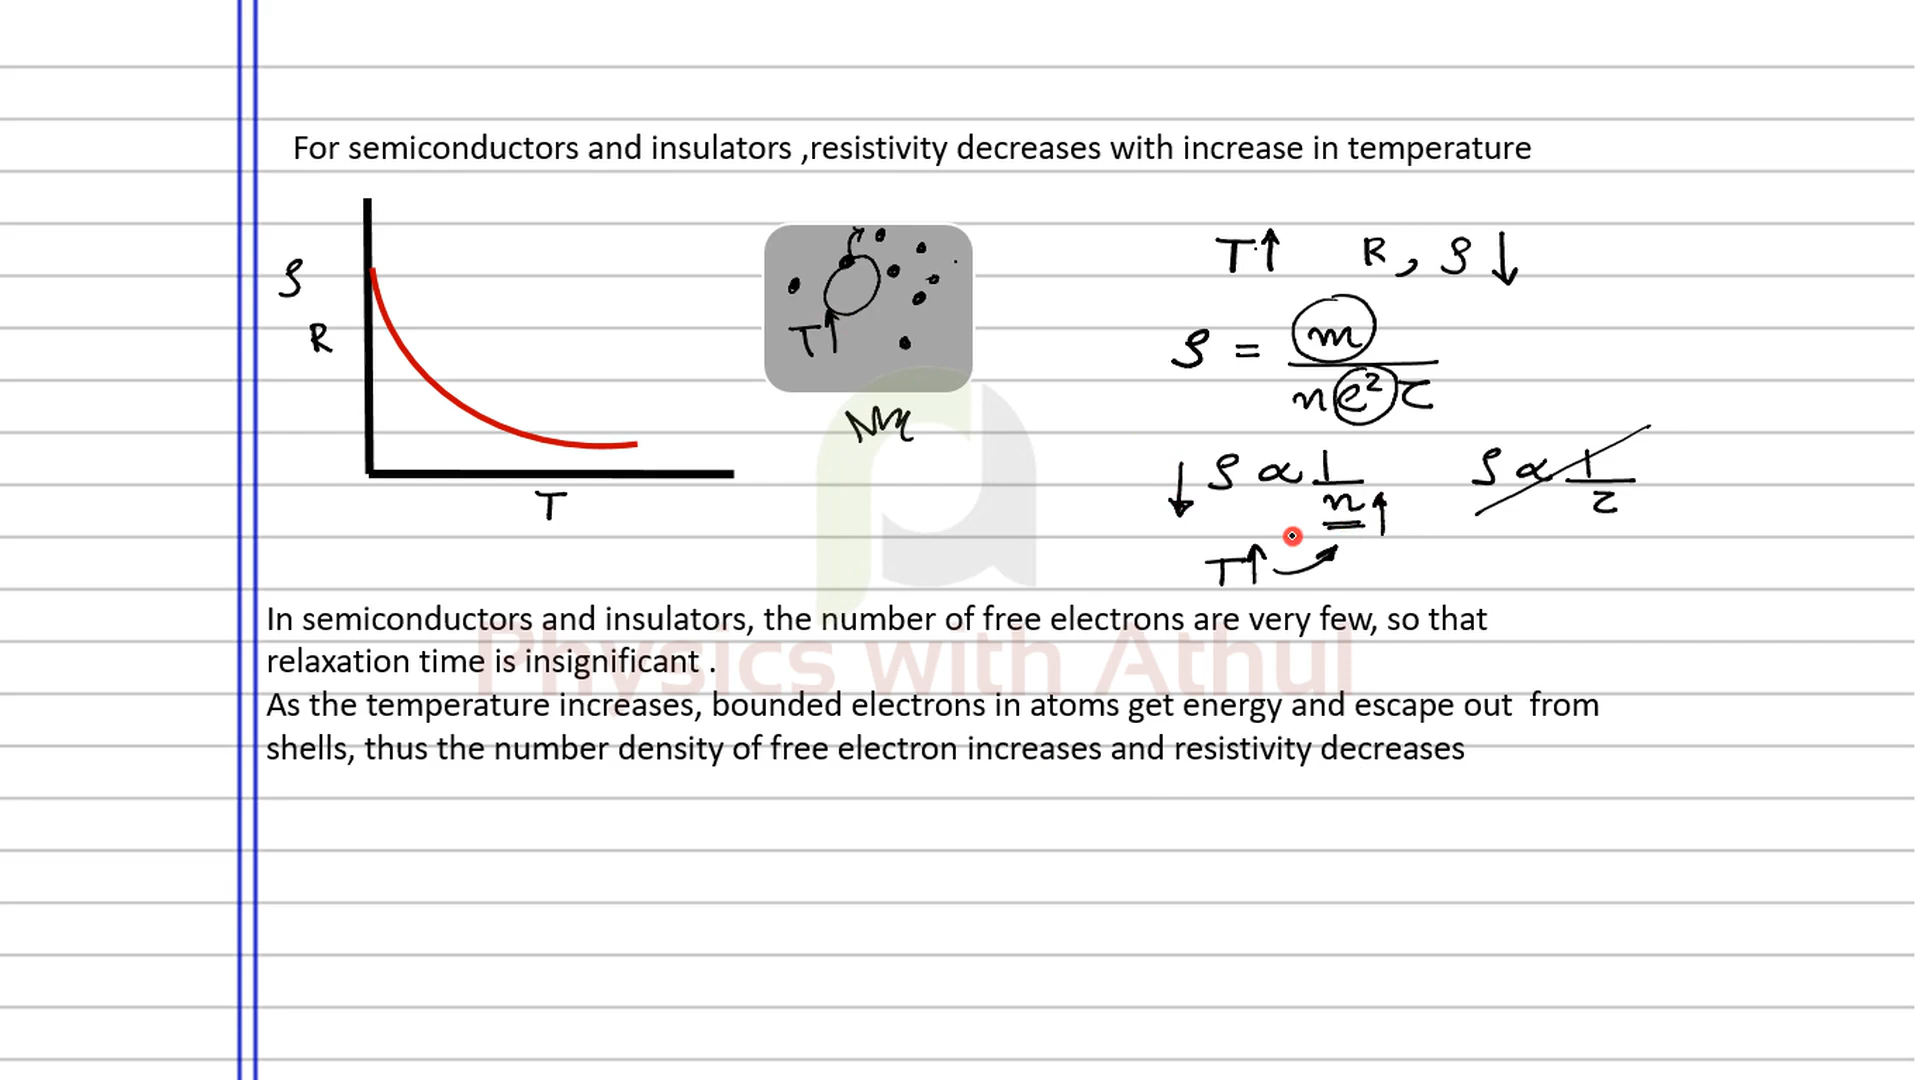 For semiconductors and insulators ,resistivity decreases with increase in temperature
T↑ R , ρ ↓
ρ
R
T↑
ρ = m / ne²τ
↓ ρ ∝ 1/n ↑
ρ ∝ 1/τ
T
T↑
In semiconductors and insulators, the number of free electrons are very few, so that
relaxation time is insignificant .
Physics with Athul
As the temperature increases, bounded electrons in atoms get energy and escape out from
shells, thus the number density of free electron increases and resistivity decreases